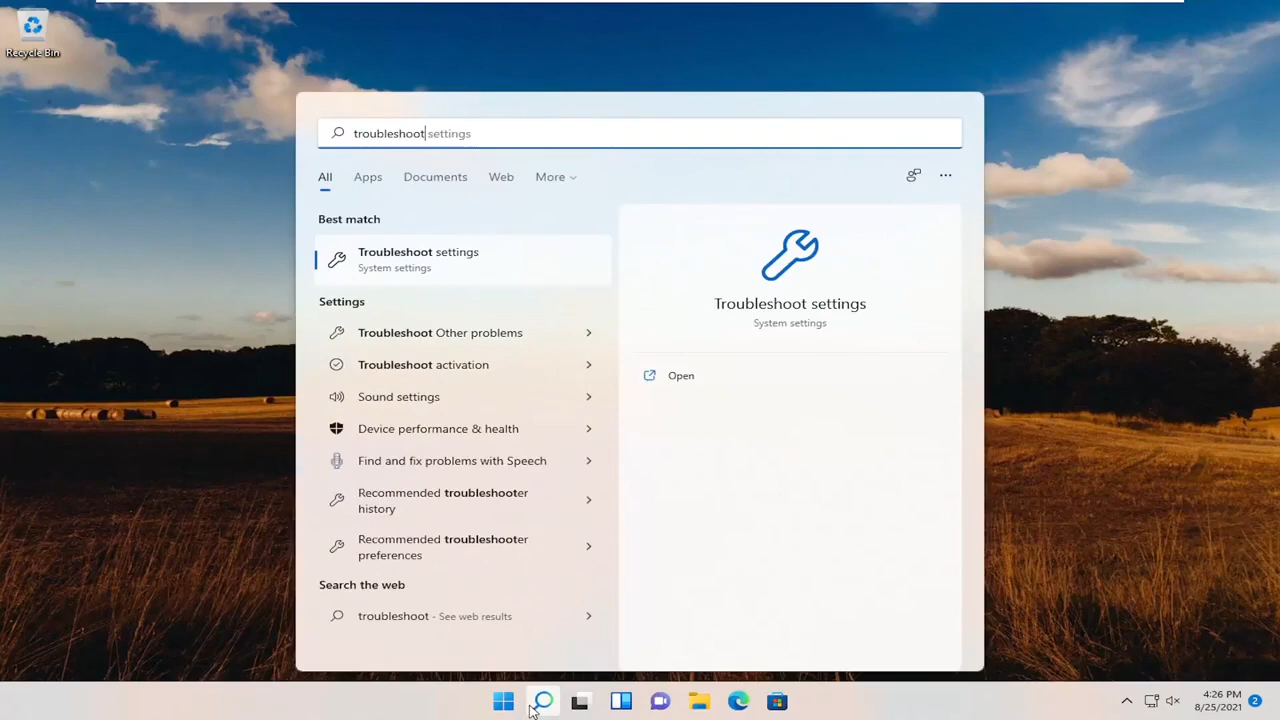 Recycle Bin
troubleshoot settings
All Apps Documents Web More
Best match
Troubleshoot settings
System settings
Settings
Troubleshoot Other problems
Troubleshoot activation
Sound settings
Device performance & health
Find and fix problems with Speech
Recommended troubleshooter
history
Recommended troubleshooter
preferences
Search the web
troubleshoot - See web results
Troubleshoot settings
System settings
Open
4:26 PM
8/25/2021
2